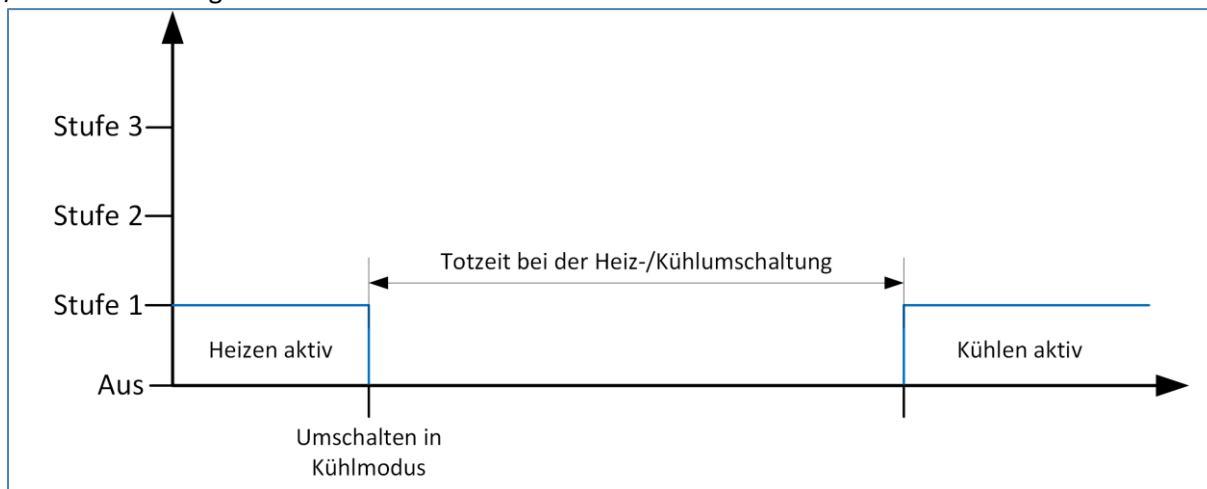 Stufe 3
Stufe 2
Totzeit bei der Heiz-/Kühlumschaltung
Stufe 1
Heizen aktiv
Kühlen aktiv
Aus
Umschalten in
Kühlmodus